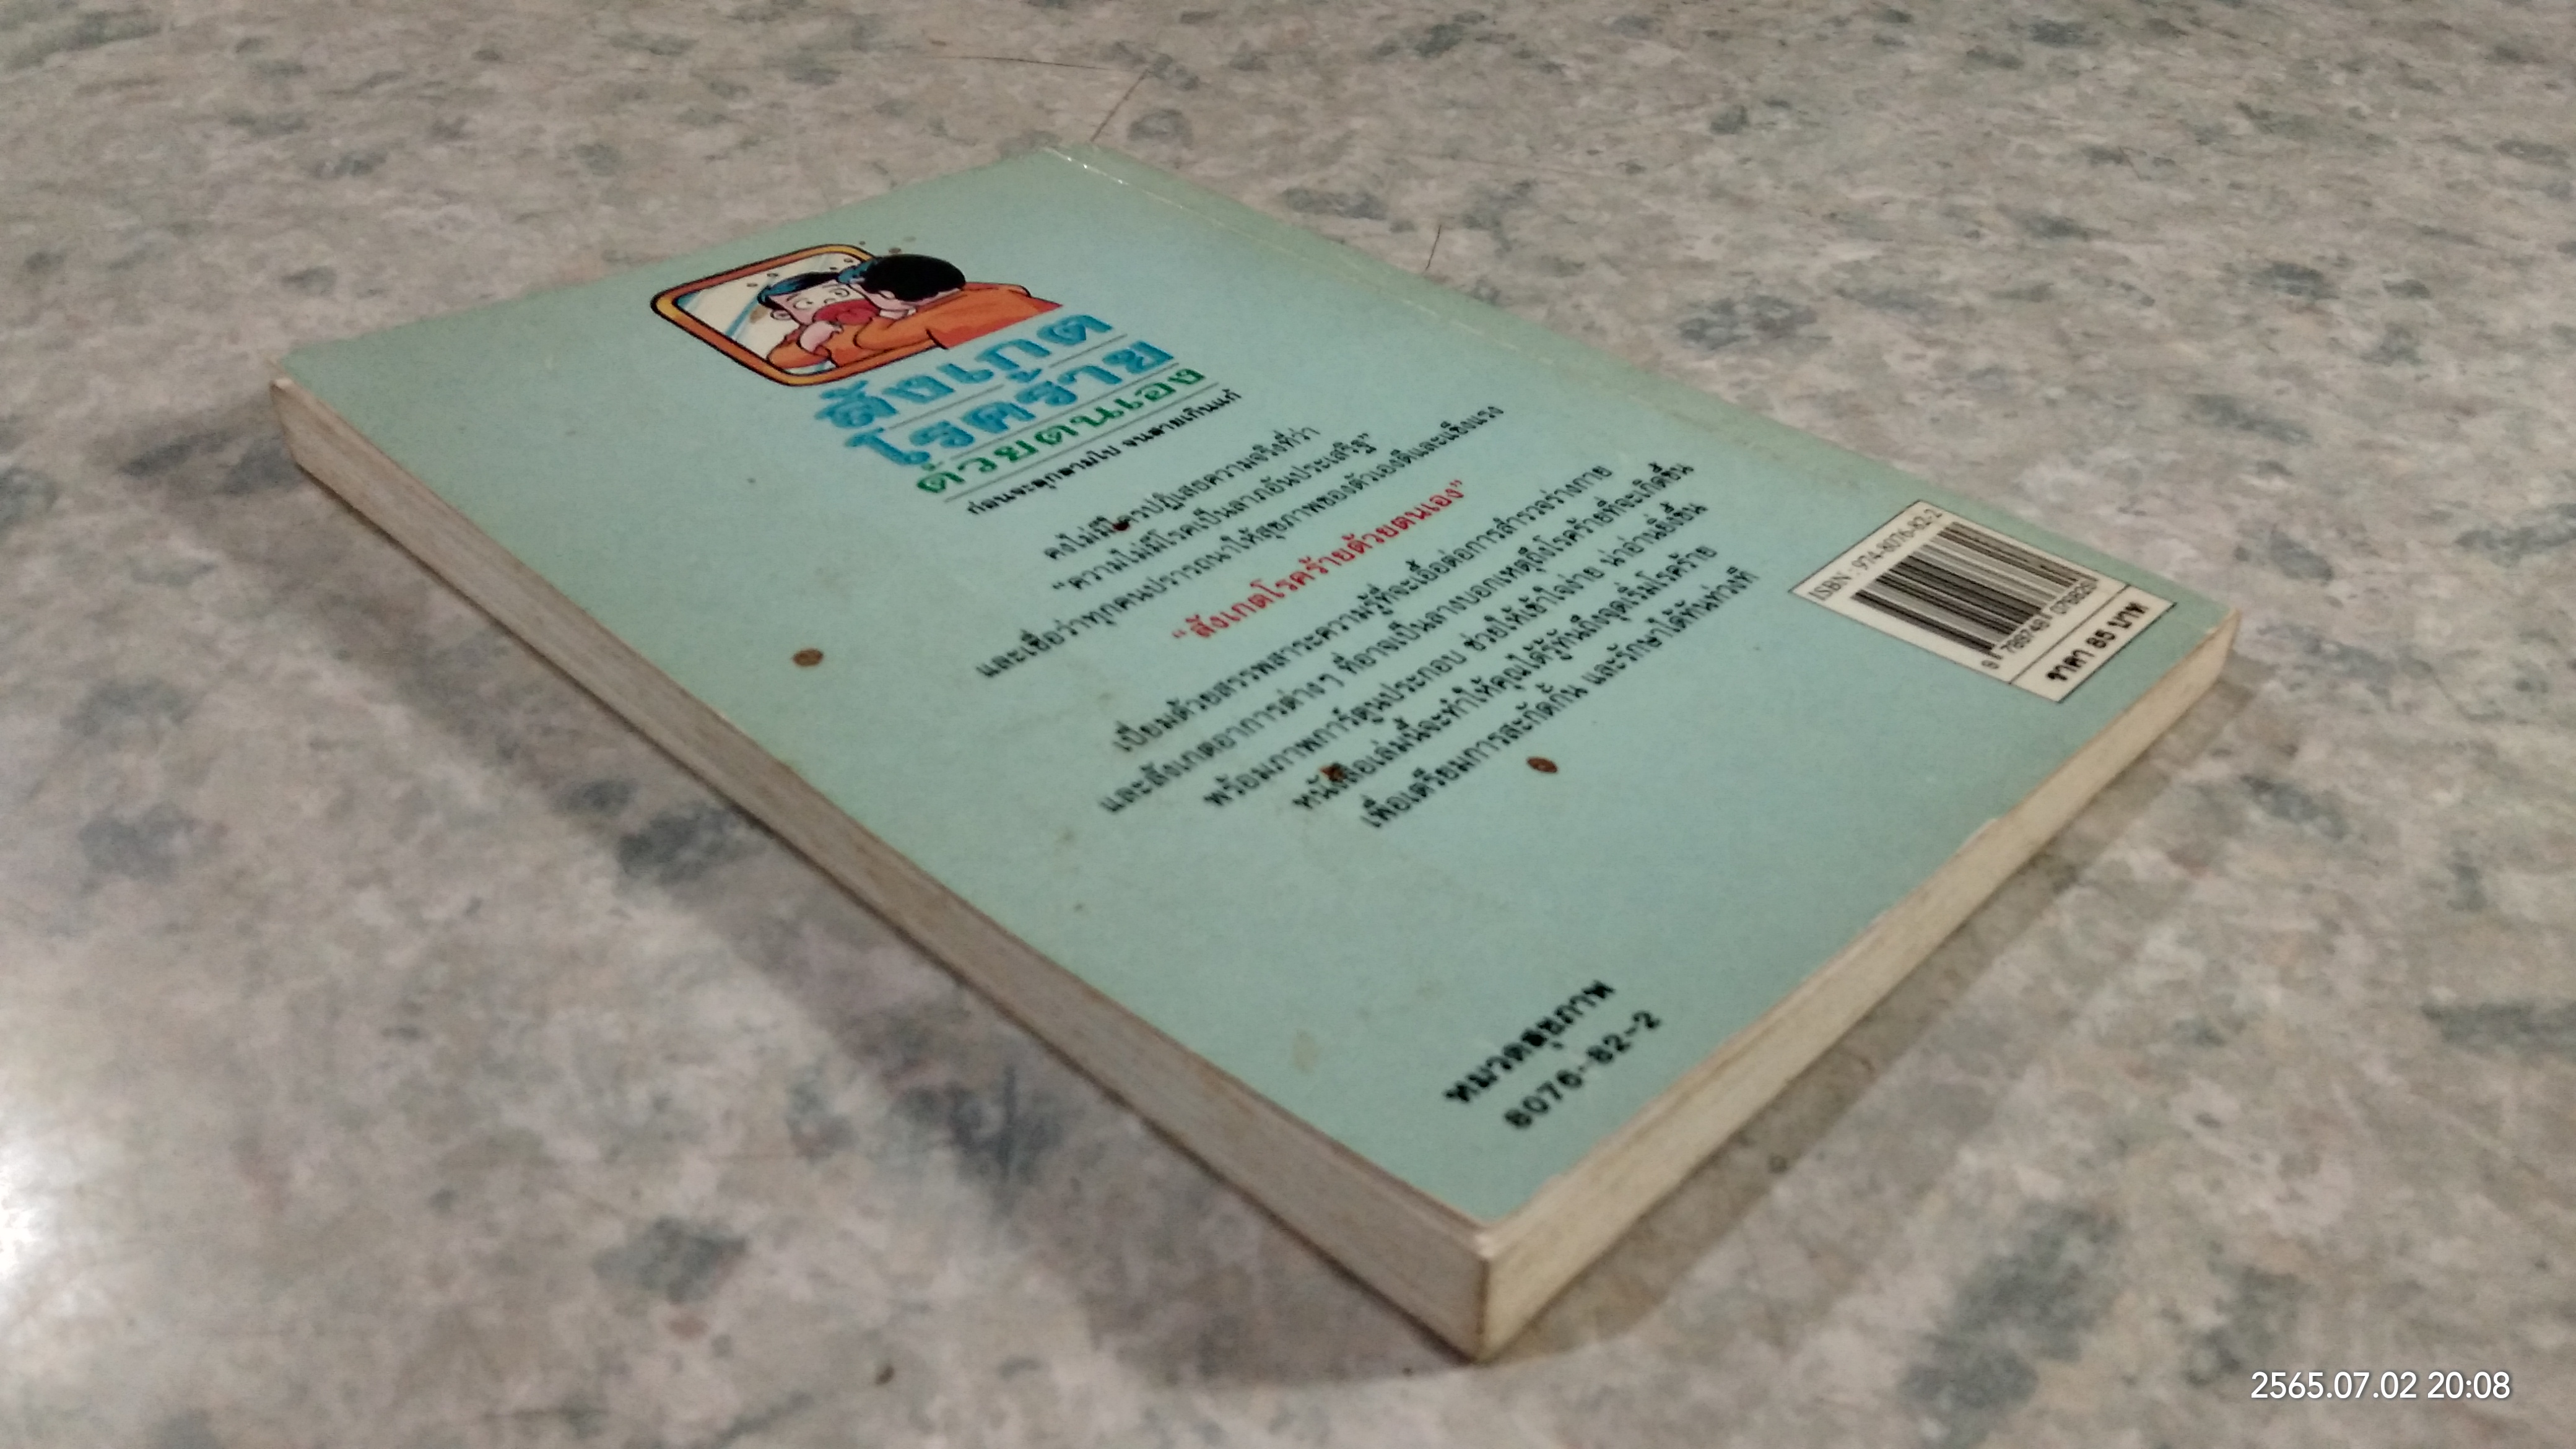 สังเกต
โรคร้าย
ด้วยตนเอง
ก่อนจะลุกลามไป จนสายเกินแก้
คงไม่มีใครปฏิเสธความจริงที่ว่า
“ความไม่มีโรคเป็นลาภอันประเสริฐ”
และเชื่อว่าทุกคนปรารถนาให้สุขภาพของตัวเองดีและแข็งแรง
“สังเกตโรคร้ายด้วยตนเอง”
เปี่ยมด้วยสรรพสาระความรู้ที่จะเอื้อต่อการสำรวจร่างกาย
และสังเกตอาการต่างๆ ที่อาจเป็นลางบอกเหตุถึงโรคร้ายที่จะเกิดขึ้น
พร้อมภาพการ์ตูนประกอบ ช่วยให้เข้าใจง่าย น่าอ่านยิ่งขึ้น
หนังสือเล่มนี้จะทำให้คุณได้รู้ทันถึงจุดเริ่มโรคร้าย
เพื่อเตรียมการสะกัดกั้น และรักษาได้ทันท่วงที
ISBN : 974-8076-82-2
9 789748 076829
ราคา 85 บาท
หมวดสุขภาพ
8076-82-2
2565.07.02 20:08